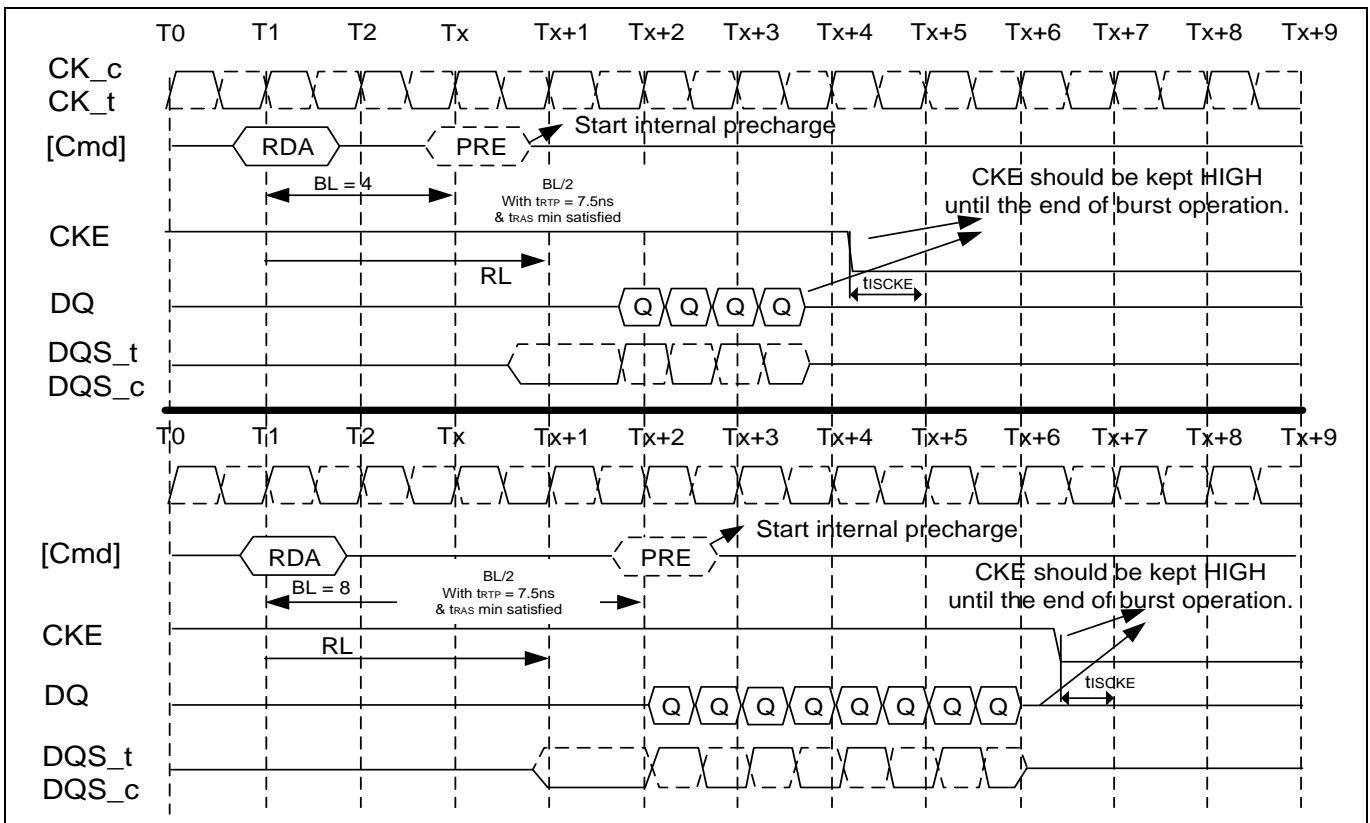 T0 T1 T2 Tx Tx+1 Tx+2 Tx+3 Tx+4 Tx+5 Tx+6 Tx+7 Tx+8 Tx+9
CK_c
CK_t
[Cmd] RDA PRE Start internal precharge
BL = 4
BL/2
With tRTP = 7.5ns
& tRAS min satisfied
CKE should be kept HIGH
until the end of burst operation.
CKE
RL
tISCKE
DQ Q Q Q Q
DQS_t
DQS_c
T0 T1 T2 Tx Tx+1 Tx+2 Tx+3 Tx+4 Tx+5 Tx+6 Tx+7 Tx+8 Tx+9
[Cmd] RDA PRE Start internal precharge
BL = 8
BL/2
With tRTP = 7.5ns
& tRAS min satisfied
CKE should be kept HIGH
until the end of burst operation.
CKE
RL
tISCKE
DQ Q Q Q Q Q Q Q Q
DQS_t
DQS_c